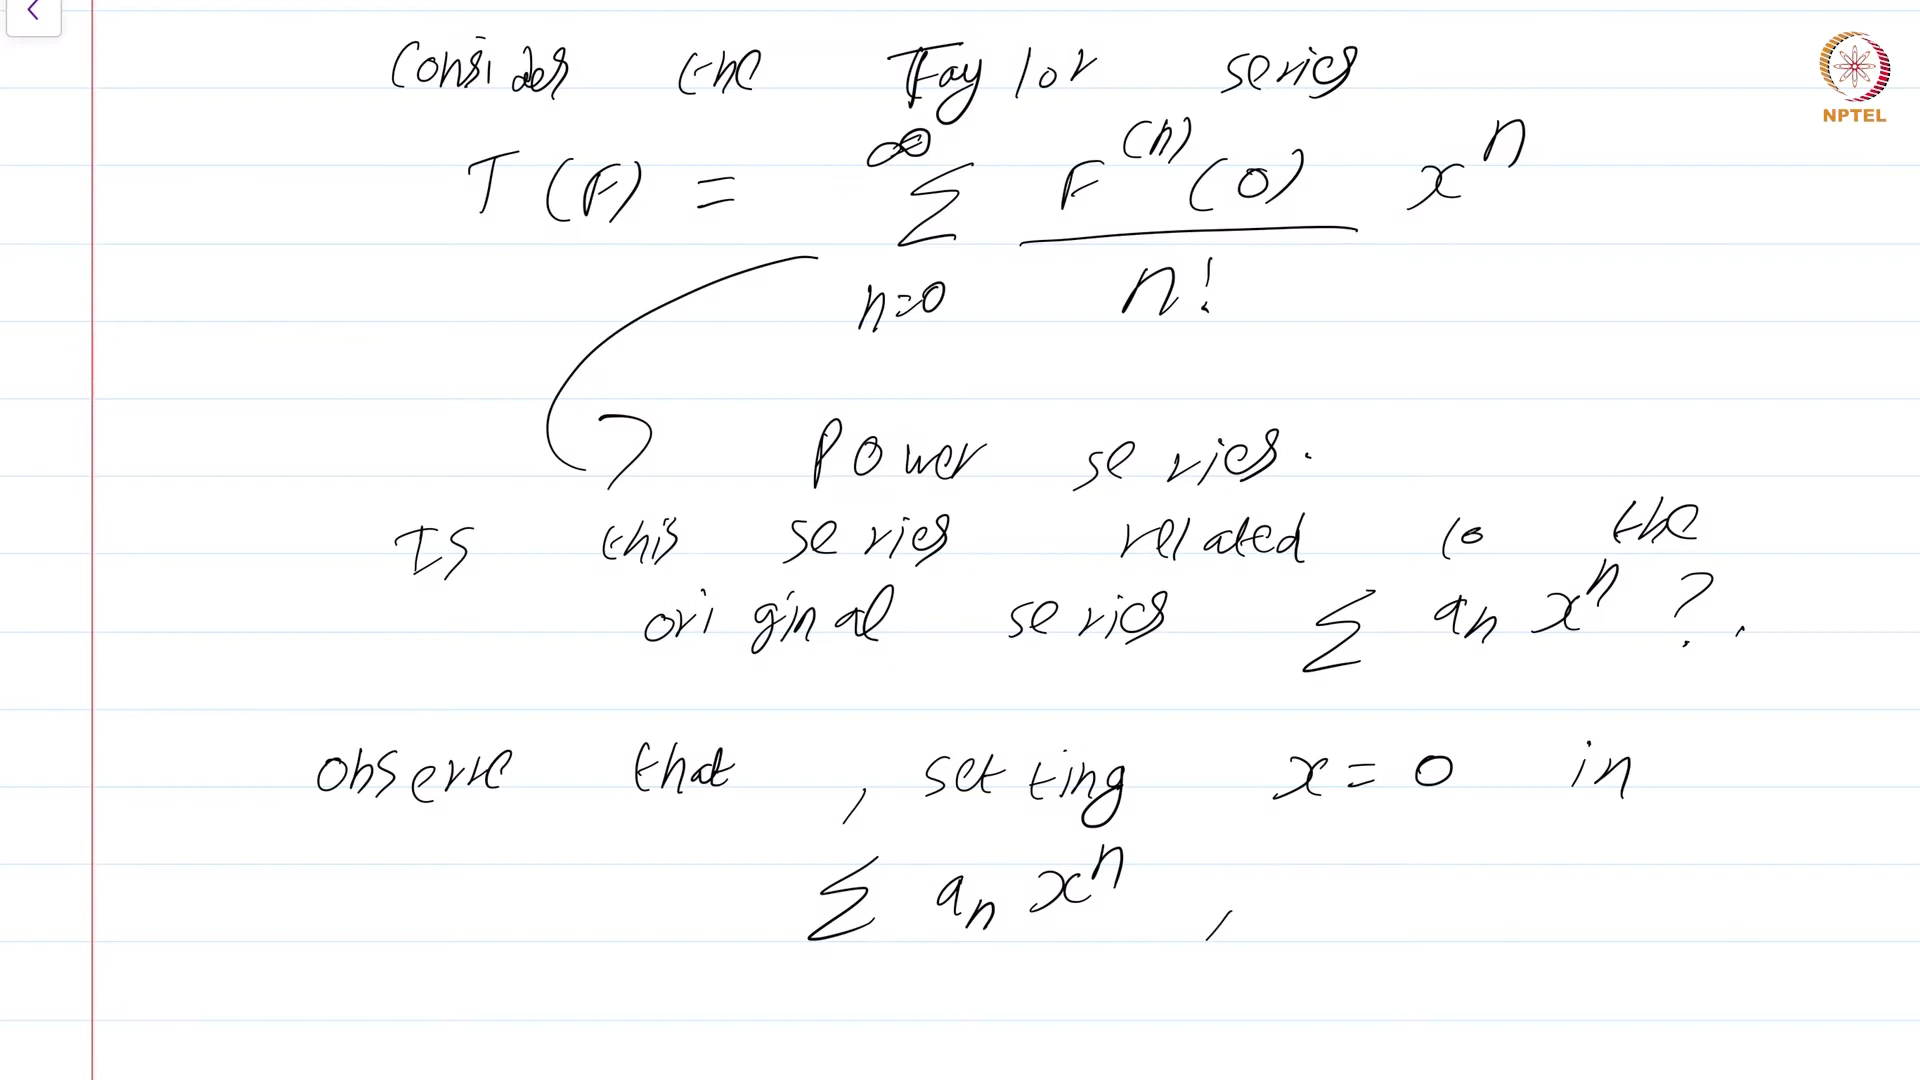 Consider the Taylor series
NPTEL
T(F) = ∞ ∑ n=0 F^(n)(0) / n! x^n
Power series.
Is this series related to the
original series ∑ a_n x^n ?.
observe that, setting x = 0 in
∑ a_n x^n ,